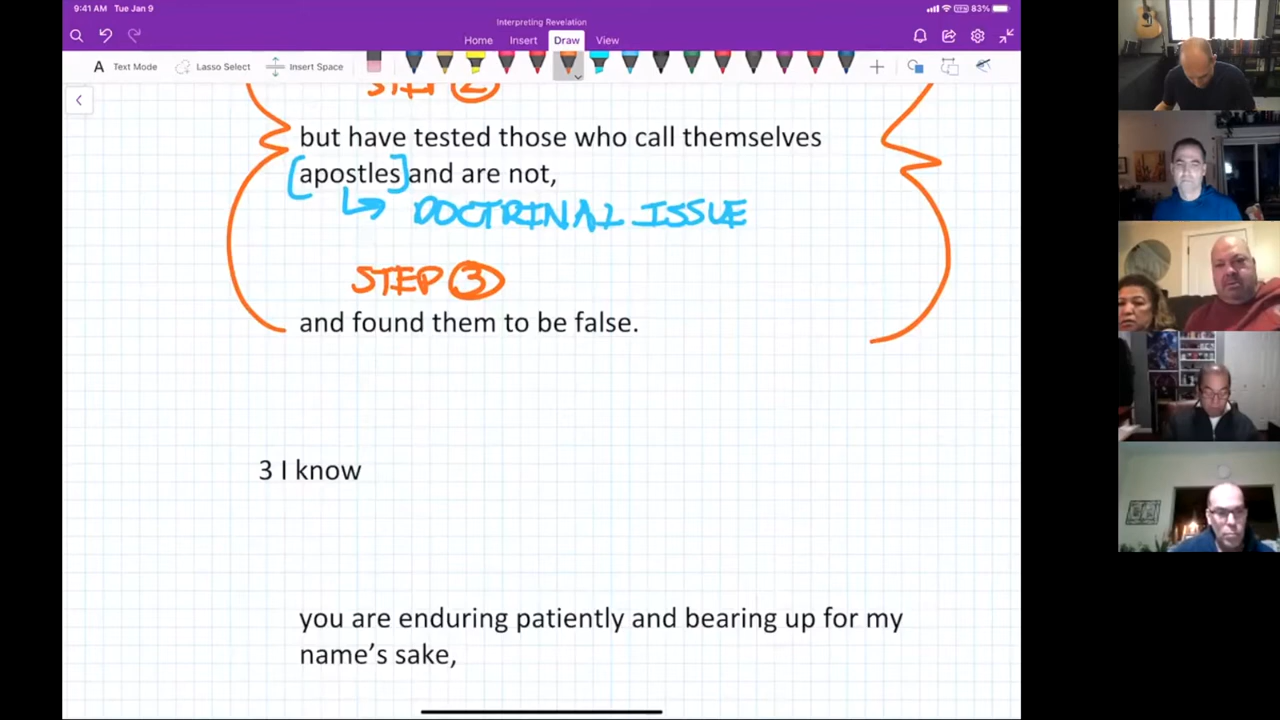 9:41 AM Tue Jan 9
83%
Interpreting Revelation
Home Insert Draw View
Text Mode Lasso Select Insert Space
STEP 2
but have tested those who call themselves
[apostles] and are not,
DOCTRINAL ISSUE
STEP 3
and found them to be false.
3 I know
you are enduring patiently and bearing up for my
name’s sake,